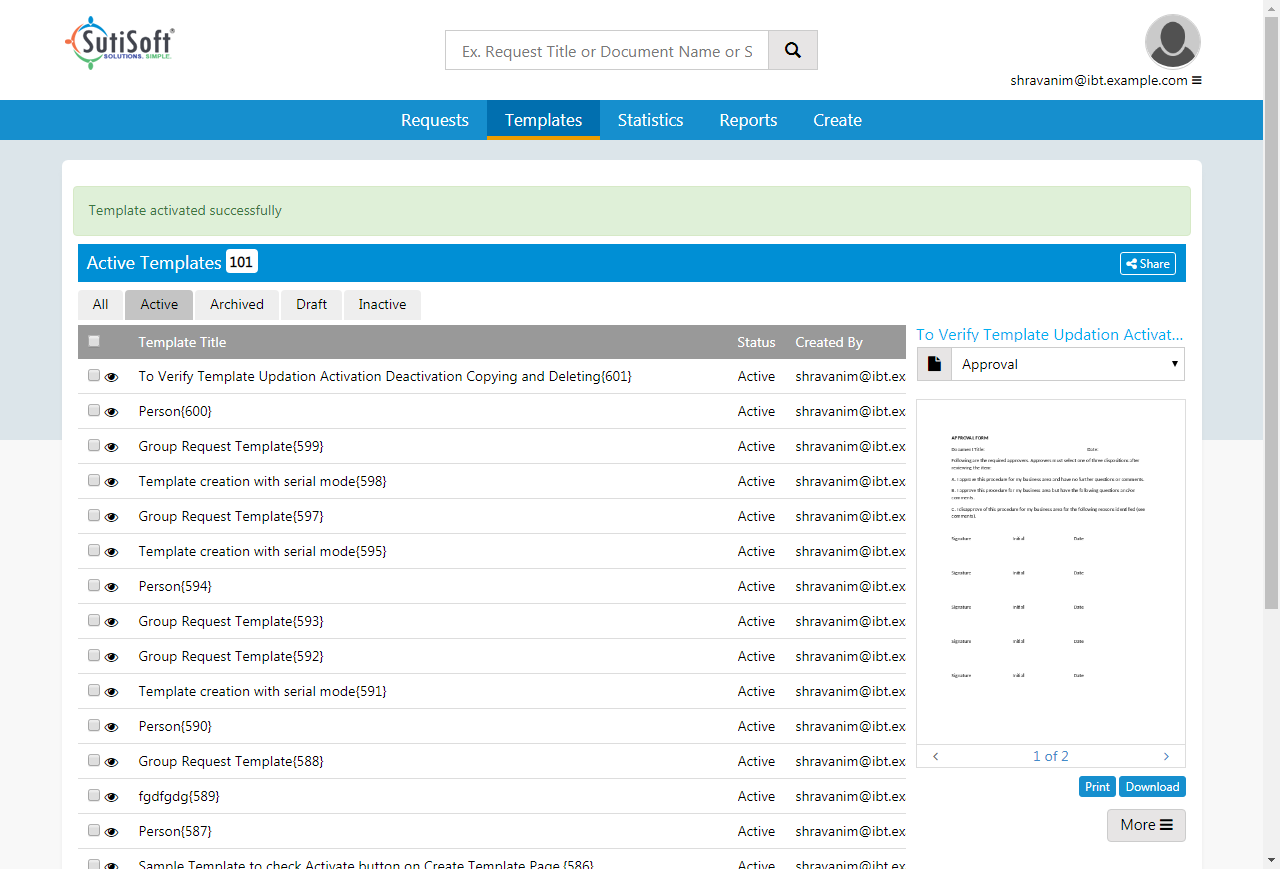 SutiSoft®
SOLUTIONS. SIMPLE.
Ex. Request Title or Document Name or S
shravanim@ibt.example.com
Requests
Templates
Statistics
Reports
Create
Template activated successfully
Active Templates 101
Share
All
Active
Archived
Draft
Inactive
Template Title Status Created By
To Verify Template Updation Activation Deactivation Copying and Deleting{601} Active shravanim@ibt.ex
Person{600} Active shravanim@ibt.ex
Group Request Template{599} Active shravanim@ibt.ex
Template creation with serial mode{598} Active shravanim@ibt.ex
Group Request Template{597} Active shravanim@ibt.ex
Template creation with serial mode{595} Active shravanim@ibt.ex
Person{594} Active shravanim@ibt.ex
Group Request Template{593} Active shravanim@ibt.ex
Group Request Template{592} Active shravanim@ibt.ex
Template creation with serial mode{591} Active shravanim@ibt.ex
Person{590} Active shravanim@ibt.ex
Group Request Template{588} Active shravanim@ibt.ex
fgdfgdg{589} Active shravanim@ibt.ex
Person{587} Active shravanim@ibt.ex
Sample Template to check Activate button on Create Template Page.{586} Active shravanim@ibt.ex
To Verify Template Updation Activat...
Approval
APPROVAL FORM
Document Title: Date:
Following are the required approvers. Approvers must select one of three dispositions after
reviewing the item:
A. I approve this procedure for my business area and have no further questions or comments.
B. I approve this procedure for my business area but have the following questions and/or
comments.
C. I disapprove of this procedure for my business area for the following reasons identified (see
comments).
Signature Initial Date
Signature Initial Date
Signature Initial Date
Signature Initial Date
Signature Initial Date
1 of 2
Print
Download
More